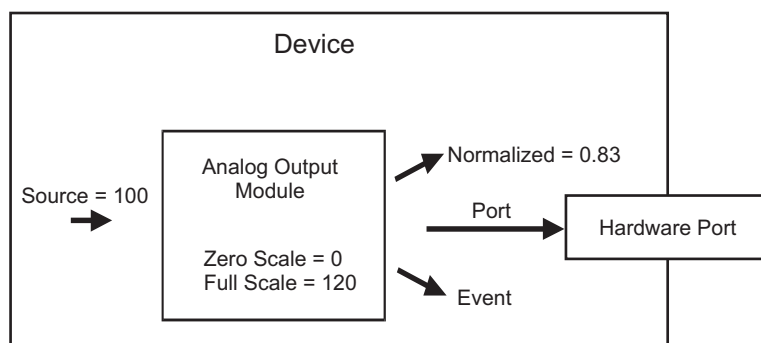 Device
Source = 100
Analog Output
Module
Zero Scale = 0
Full Scale = 120
Normalized = 0.83
Port
Hardware Port
Event